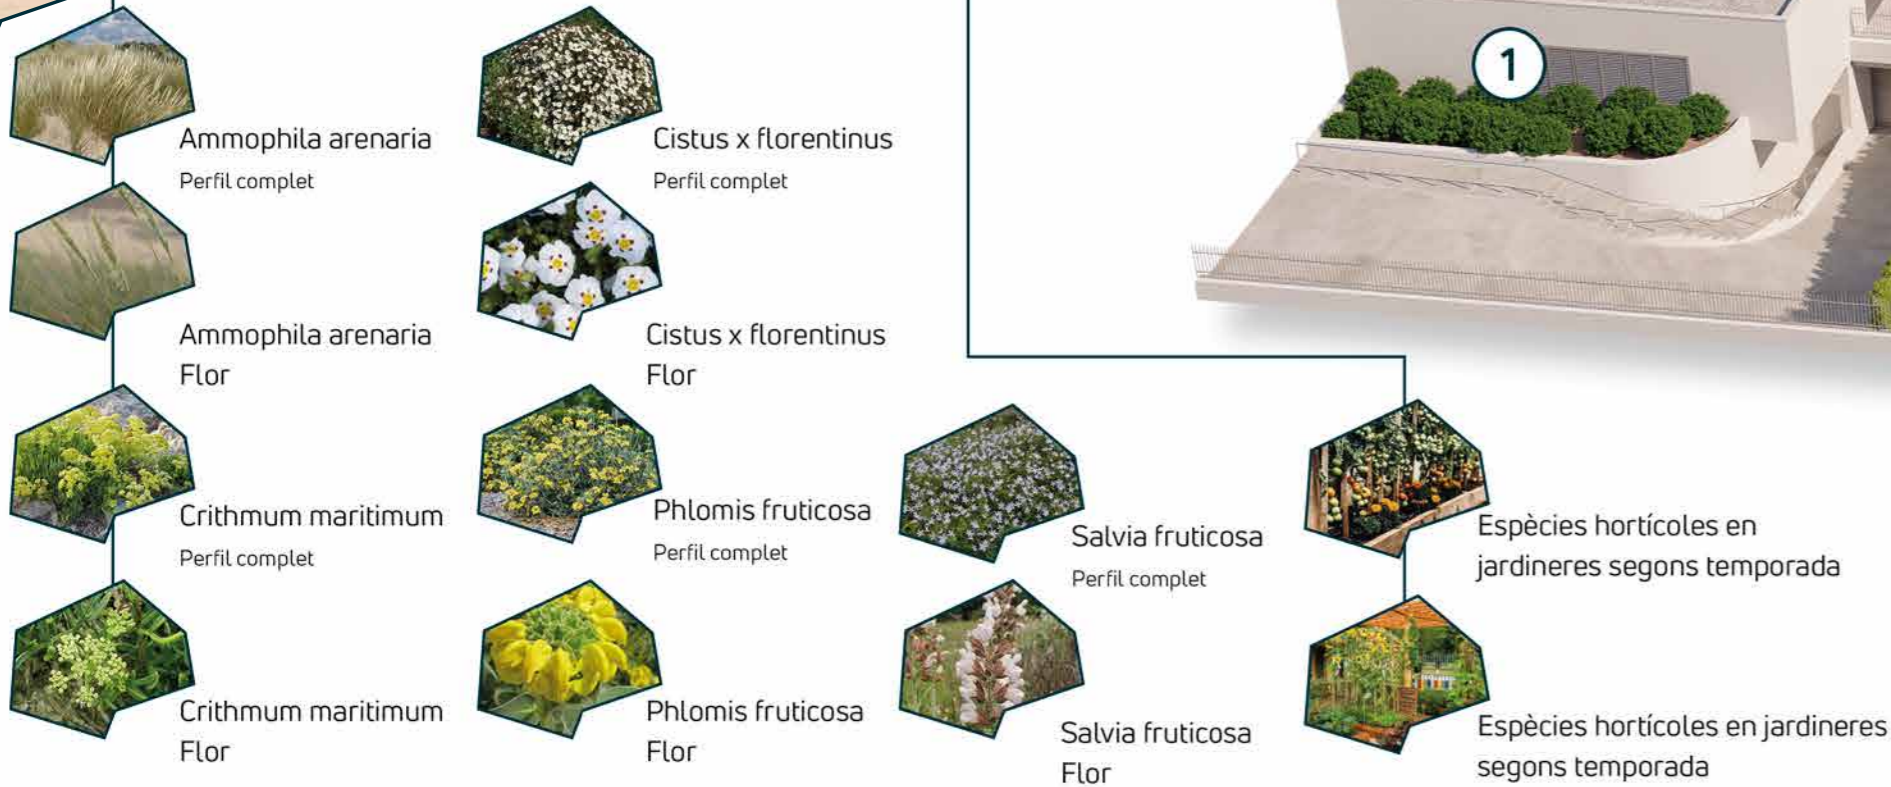 1
Ammophila arenaria
Perfil complet
Cistus x florentinus
Perfil complet
Ammophila arenaria
Flor
Cistus x florentinus
Flor
Crithmum maritimum
Perfil complet
Phlomis fruticosa
Perfil complet
Salvia fruticosa
Perfil complet
Espècies hortícoles en
jardineres segons temporada
Crithmum maritimum
Flor
Phlomis fruticosa
Flor
Salvia fruticosa
Flor
Espècies hortícoles en jardineres
segons temporada